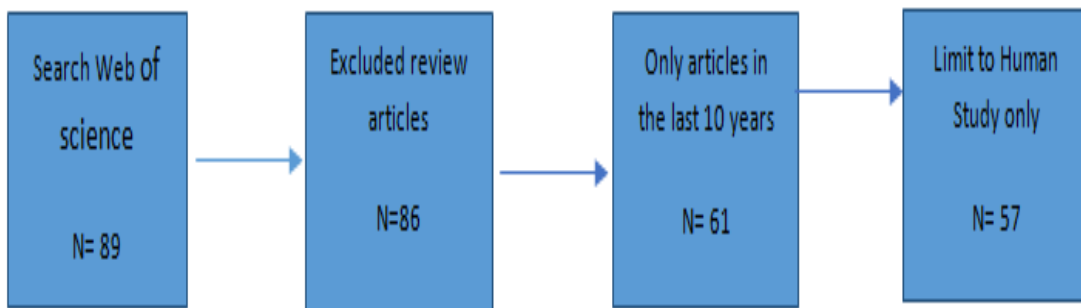 Search Web of
science
N= 89
Excluded review
articles
N=86
Only articles in
the last 10 years
N= 61
Limit to Human
Study only
N= 57